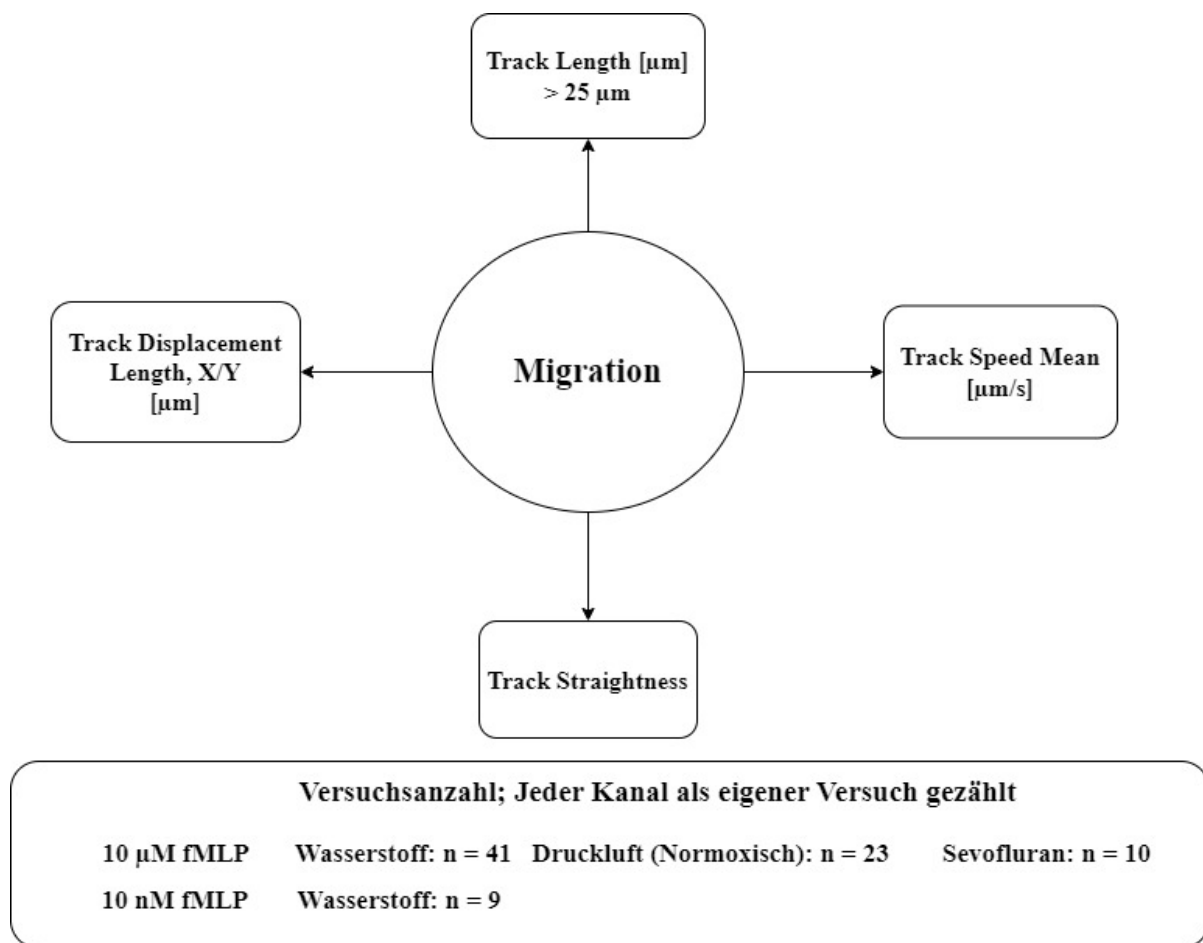 Track Length [µm]
> 25 µm
Track Displacement
Length, X/Y
[µm]
Migration
Track Speed Mean
[µm/s]
Track Straightness
Versuchsanzahl; Jeder Kanal als eigener Versuch gezählt
10 µM fMLP Wasserstoff: n = 41 Druckluft (Normoxisch): n = 23 Sevofluran: n = 10
10 nM fMLP Wasserstoff: n = 9